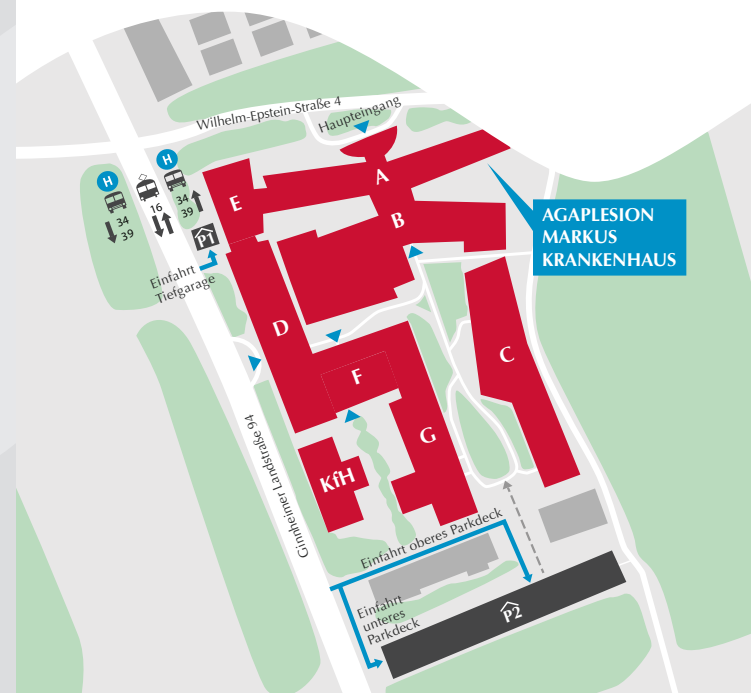 Wilhelm-Epstein-Straße 4
Haupteingang
H
H
34
39
16
34
39
E
A
B
P1
Einfahrt
Tiefgarage
AGAPLESION
MARKUS
KRANKENHAUS
D
C
F
G
KfH
Ginnheimer Landstraße 94
Einfahrt oberes Parkdeck
Einfahrt
unteres
Parkdeck
P2